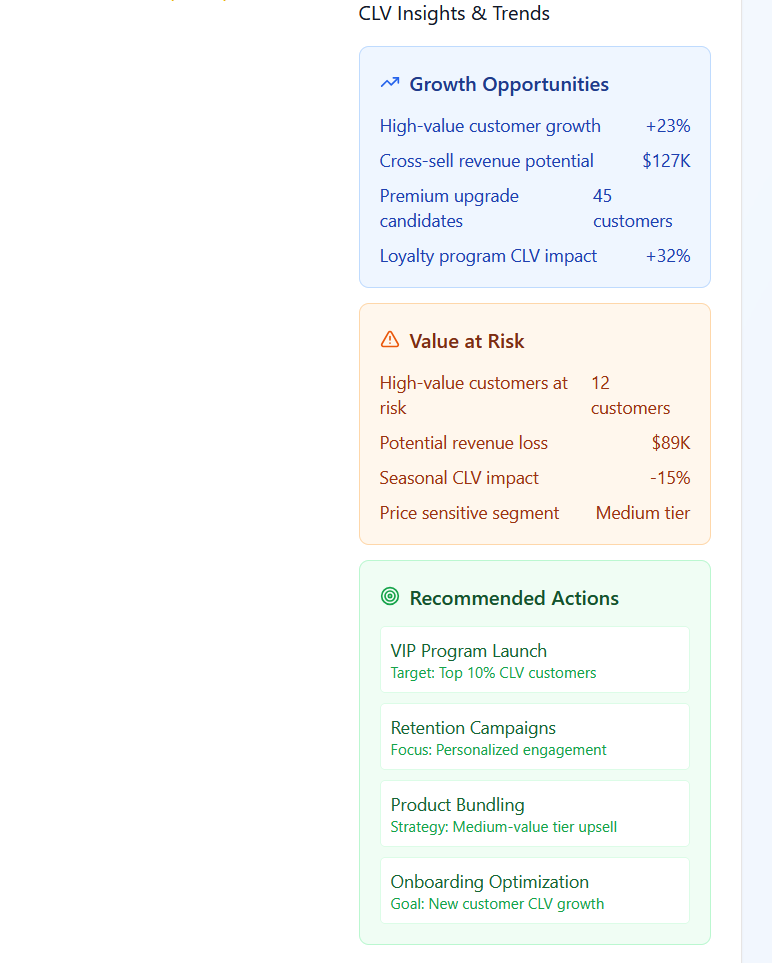 CLV Insights & Trends
Growth Opportunities
High-value customer growth +23%
Cross-sell revenue potential $127K
Premium upgrade 45
candidates customers
Loyalty program CLV impact +32%
Value at Risk
High-value customers at 12
risk customers
Potential revenue loss $89K
Seasonal CLV impact -15%
Price sensitive segment Medium tier
Recommended Actions
VIP Program Launch
Target: Top 10% CLV customers
Retention Campaigns
Focus: Personalized engagement
Product Bundling
Strategy: Medium-value tier upsell
Onboarding Optimization
Goal: New customer CLV growth